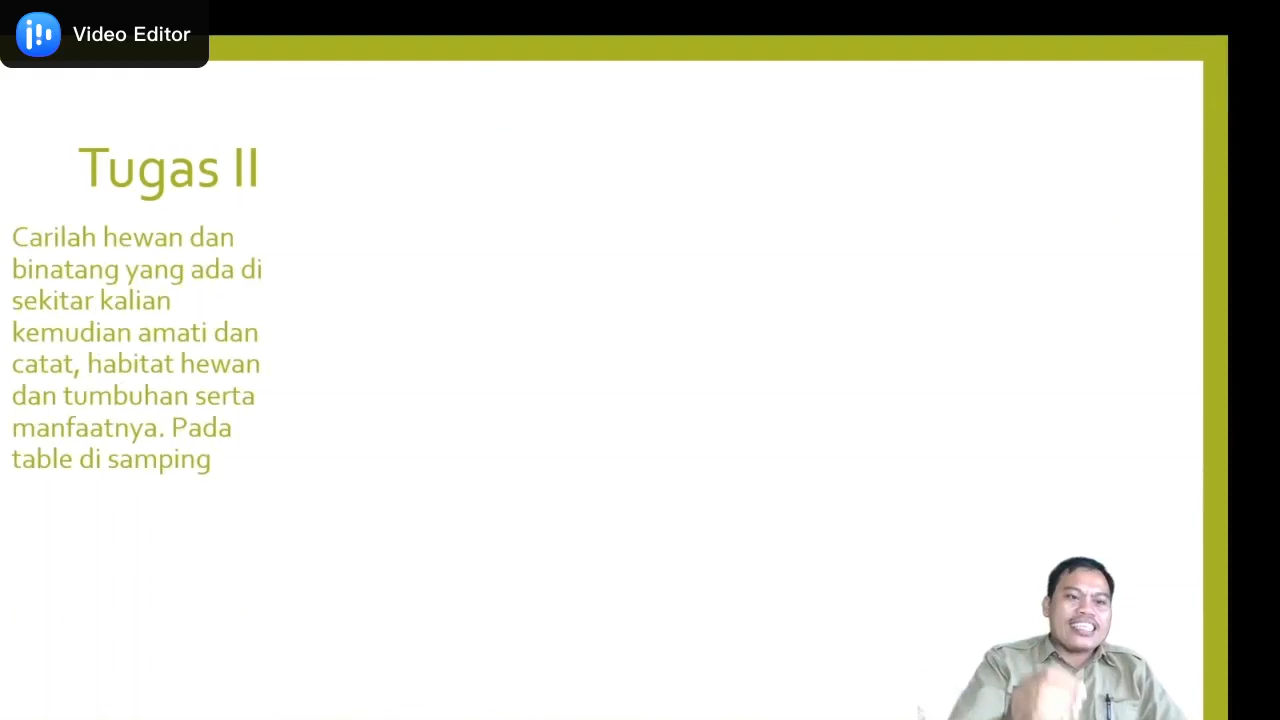 Video Editor
Tugas II
Carilah hewan dan
binatang yang ada di
sekitar kalian
kemudian amati dan
catat, habitat hewan
dan tumbuhan serta
manfaatnya. Pada
table di samping